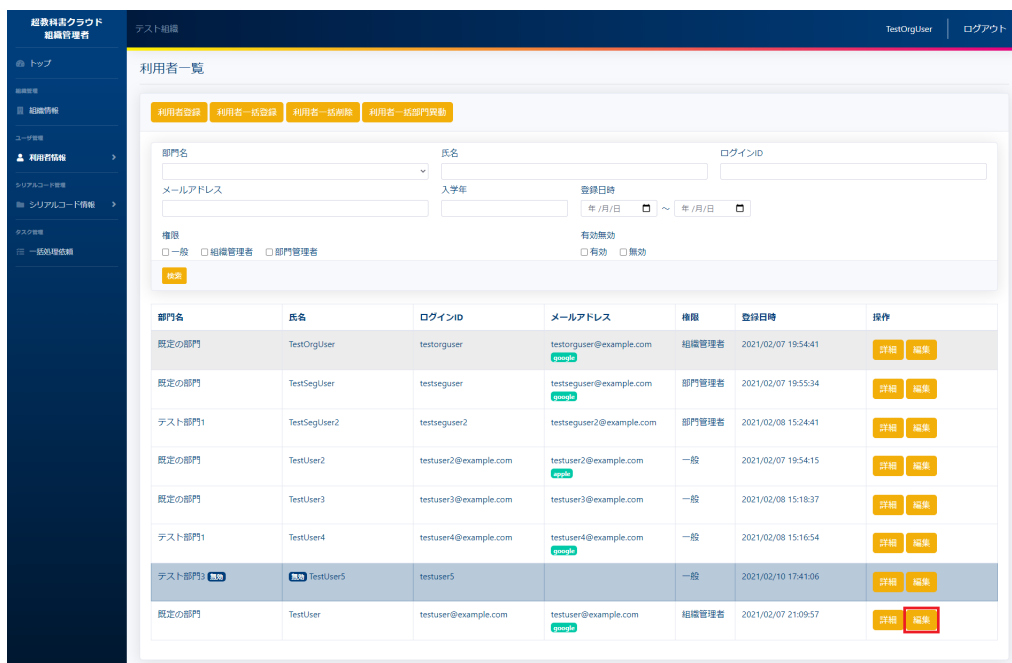 超教科書クラウド
組織管理者
テスト組織
TestOrgUser
ログアウト
トップ
組織管理
組織情報
ユーザ管理
利用者情報
シリアルコード管理
シリアルコード情報
タスク管理
一括処理依頼
利用者一覧
利用者登録 利用者一括登録 利用者一括削除 利用者一括部門異動
部門名 氏名 ログインID
メールアドレス 入学年 登録日時
年/月/日 ～ 年/月/日
権限 有効無効
一般 組織管理者 部門管理者 有効 無効
検索
部門名 氏名 ログインID メールアドレス 権限 登録日時 操作
既定の部門 TestOrgUser testorguser testorguser@example.com 組織管理者 2021/02/07 19:54:41 詳細 編集
google
既定の部門 TestSegUser testseguser testseguser@example.com 部門管理者 2021/02/07 19:55:34 詳細 編集
google
テスト部門1 TestSegUser2 testseguser2 testseguser2@example.com 部門管理者 2021/02/08 15:24:41 詳細 編集
既定の部門 TestUser2 testuser2@example.com testuser2@example.com 一般 2021/02/07 19:54:15 詳細 編集
apple
既定の部門 TestUser3 testuser3@example.com testuser3@example.com 一般 2021/02/08 15:18:37 詳細 編集
テスト部門1 TestUser4 testuser4@example.com testuser4@example.com 一般 2021/02/08 15:16:54 詳細 編集
google
テスト部門3 無効 無効 TestUser5 testuser5 一般 2021/02/10 17:41:06 詳細 編集
既定の部門 TestUser testuser@example.com testuser@example.com 組織管理者 2021/02/07 21:09:57 詳細 編集
google